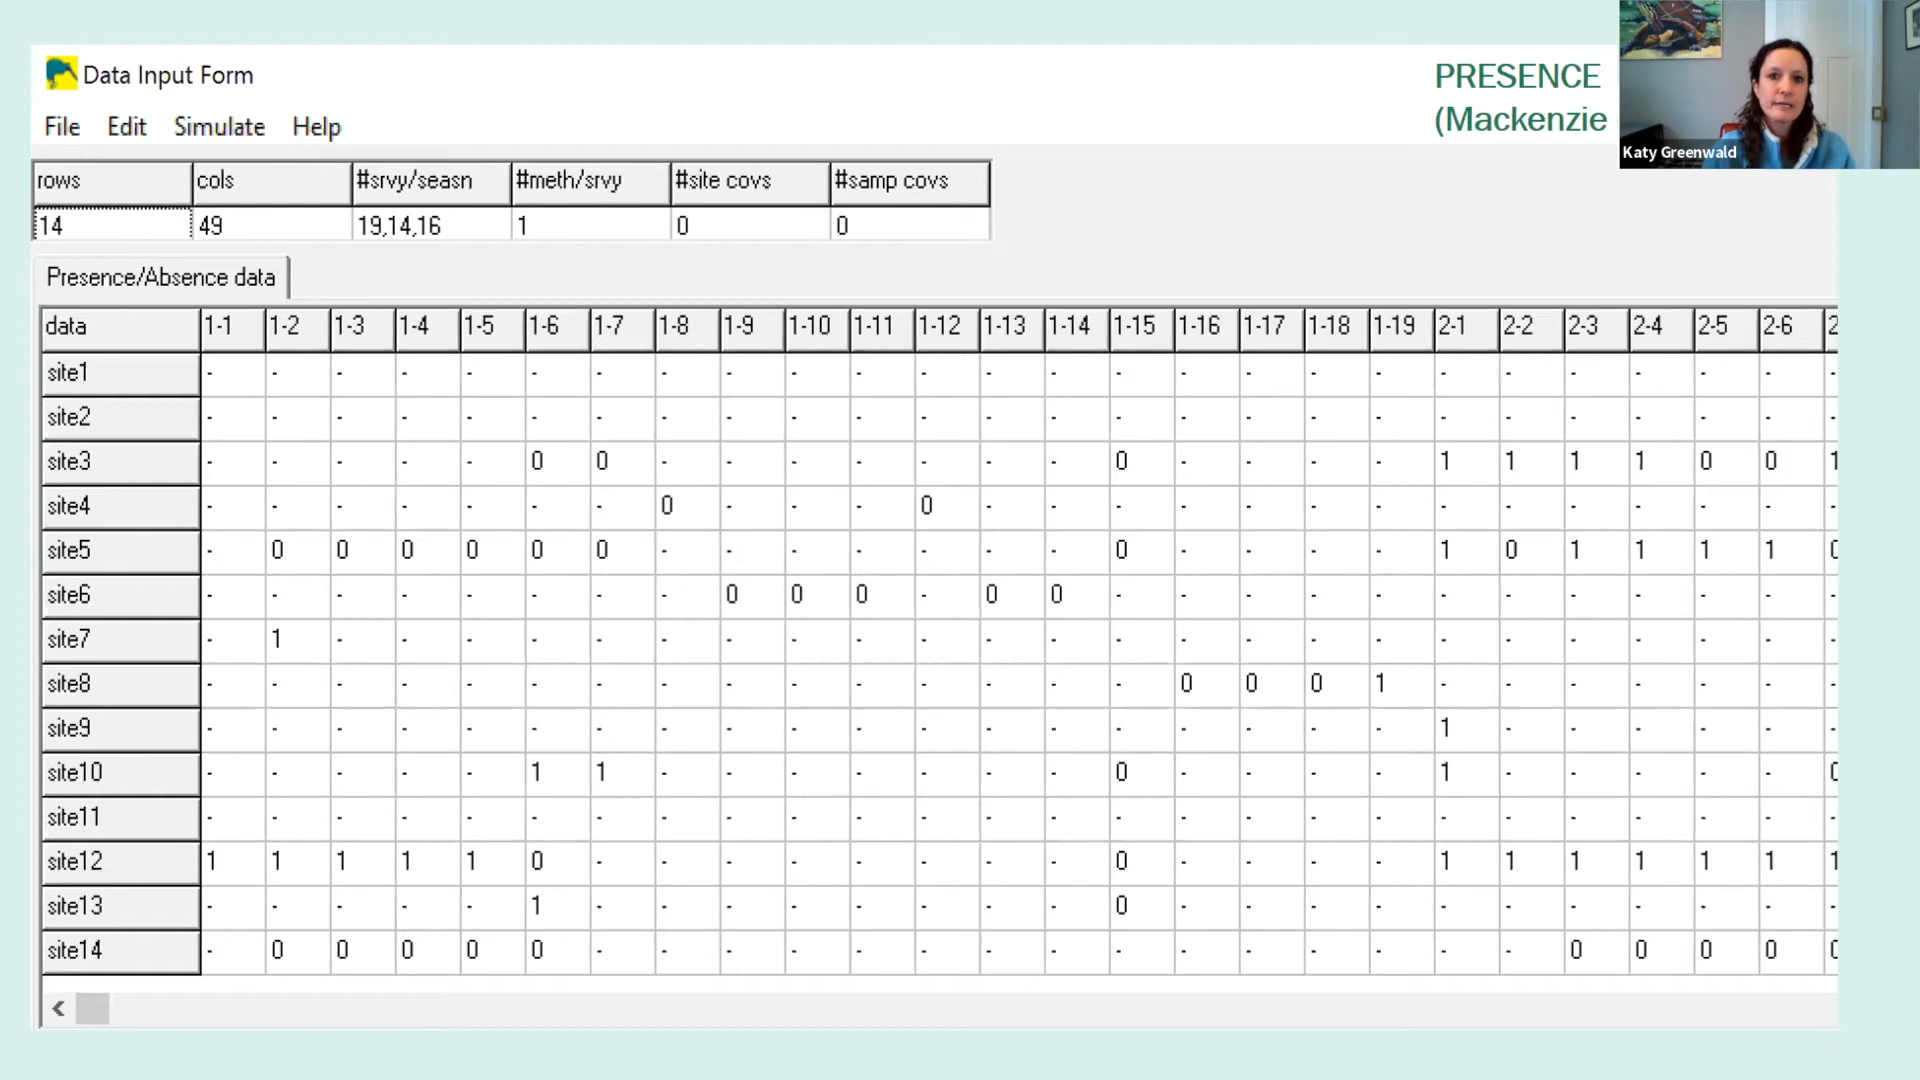 Data Input Form
PRESENCE
(Mackenzie
File Edit Simulate Help
Katy Greenwald
rows cols #srvy/seasn #meth/srvy #site covs #samp covs
14 49 19,14,16 1 0 0
Presence/Absence data
data 1-1 1-2 1-3 1-4 1-5 1-6 1-7 1-8 1-9 1-10 1-11 1-12 1-13 1-14 1-15 1-16 1-17 1-18 1-19 2-1 2-2 2-3 2-4 2-5 2-6 2
site1 - - - - - - - - - - - - - - - - - - - - - - - - - -
site2 - - - - - - - - - - - - - - - - - - - - - - - - - -
site3 - - - - - 0 0 - - - - - - - 0 - - - - 1 1 1 1 0 0 1
site4 - - - - - - - 0 - - - 0 - - - - - - - - - - - - - -
site5 - 0 0 0 0 0 0 - - - - - - - 0 - - - - 1 0 1 1 1 1 0
site6 - - - - - - - - 0 0 0 - 0 0 - - - - - - - - - - - -
site7 - 1 - - - - - - - - - - - - - - - - - - - - - - - -
site8 - - - - - - - - - - - - - - - 0 0 0 1 - - - - - - -
site9 - - - - - - - - - - - - - - - - - - - 1 - - - - - -
site10 - - - - - 1 1 - - - - - - - 0 - - - - 1 - - - - - 0
site11 - - - - - - - - - - - - - - - - - - - - - - - - - -
site12 1 1 1 1 1 0 - - - - - - - - 0 - - - - 1 1 1 1 1 1 1
site13 - - - - - 1 - - - - - - - - 0 - - - - - - - - - - -
site14 - 0 0 0 0 0 - - - - - - - - - - - - - - - 0 0 0 0 0